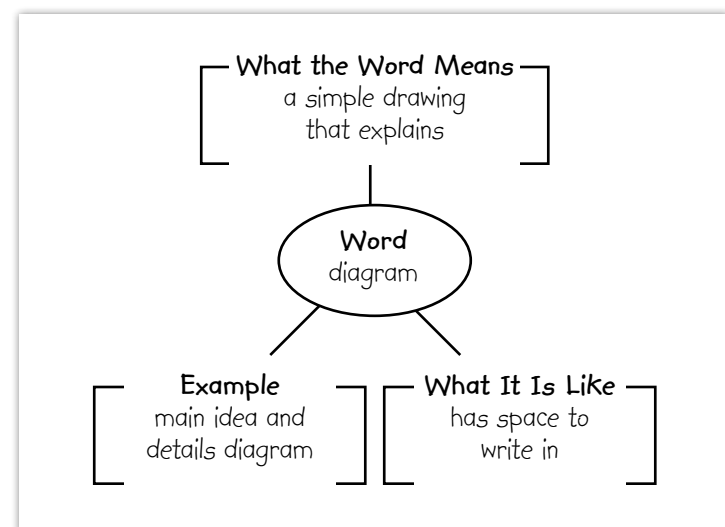 What the Word Means
a simple drawing
that explains
Word
diagram
Example
main idea and
details diagram
What It Is Like
has space to
write in